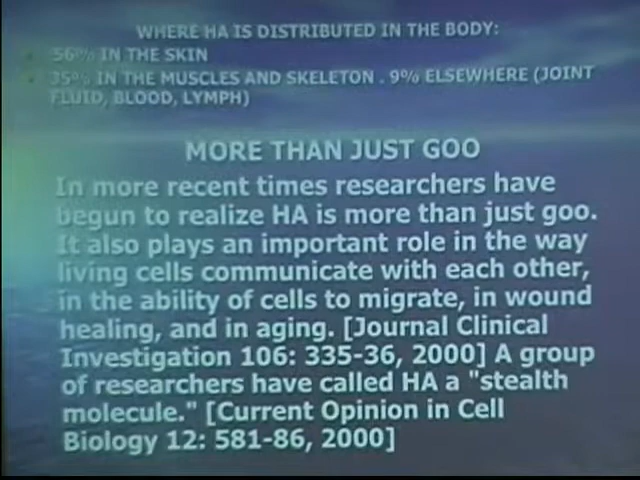 WHERE HA IS DISTRIBUTED IN THE BODY:
56% IN THE SKIN
35% IN THE MUSCLES AND SKELETON . 9% ELSEWHERE (JOINT
FLUID, BLOOD, LYMPH)
MORE THAN JUST GOO
In more recent times researchers have
begun to realize HA is more than just goo.
It also plays an important role in the way
living cells communicate with each other,
in the ability of cells to migrate, in wound
healing, and in aging. [Journal Clinical
Investigation 106: 335-36, 2000] A group
of researchers have called HA a "stealth
molecule." [Current Opinion in Cell
Biology 12: 581-86, 2000]